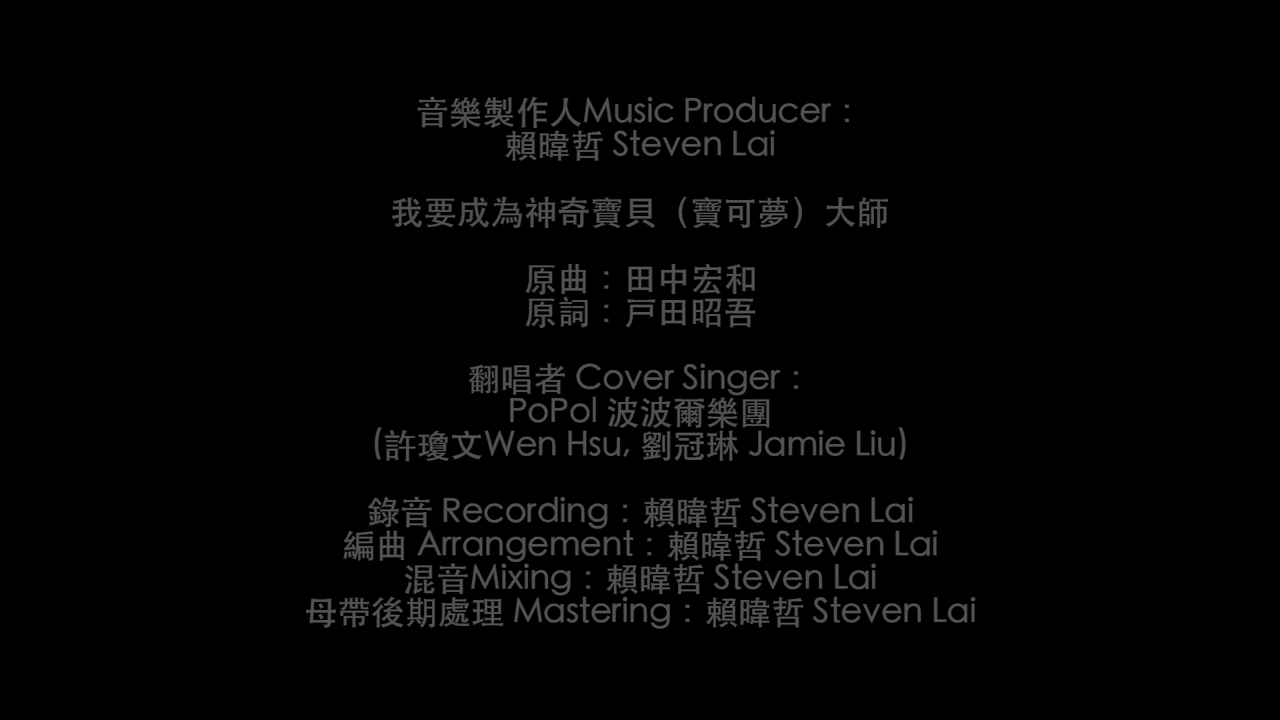 音樂製作人Music Producer：
賴暐哲 Steven Lai
我要成為神奇寶貝（寶可夢）大師
原曲：田中宏和
原詞：戸田昭吾
翻唱者 Cover Singer：
PoPol 波波爾樂團
(許瓊文Wen Hsu, 劉冠琳 Jamie Liu)
錄音 Recording：賴暐哲 Steven Lai
編曲 Arrangement：賴暐哲 Steven Lai
混音Mixing：賴暐哲 Steven Lai
母帶後期處理 Mastering：賴暐哲 Steven Lai